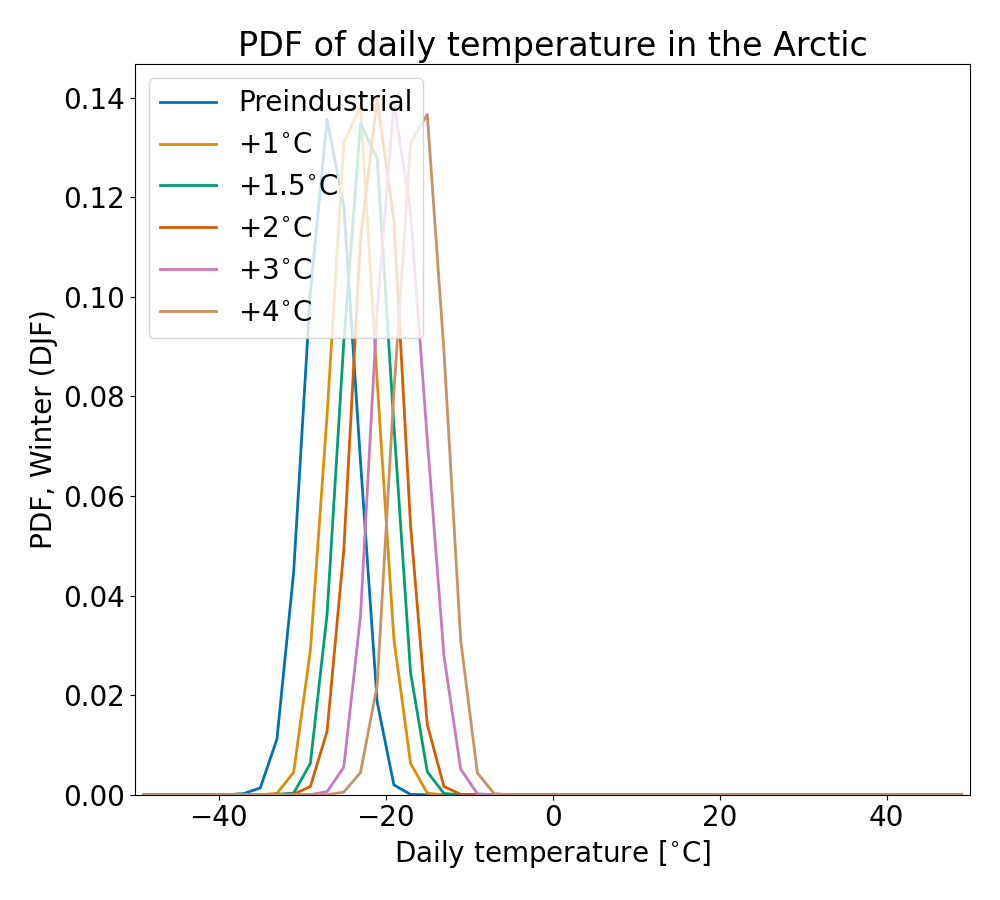 PDF of daily temperature in the Arctic
Preindustrial
+1°C
+1.5°C
+2°C
+3°C
+4°C
0.14
0.12
0.10
0.08
0.06
0.04
0.02
0.00
PDF, Winter (DJF)
−40 −20 0 20 40
Daily temperature [°C]